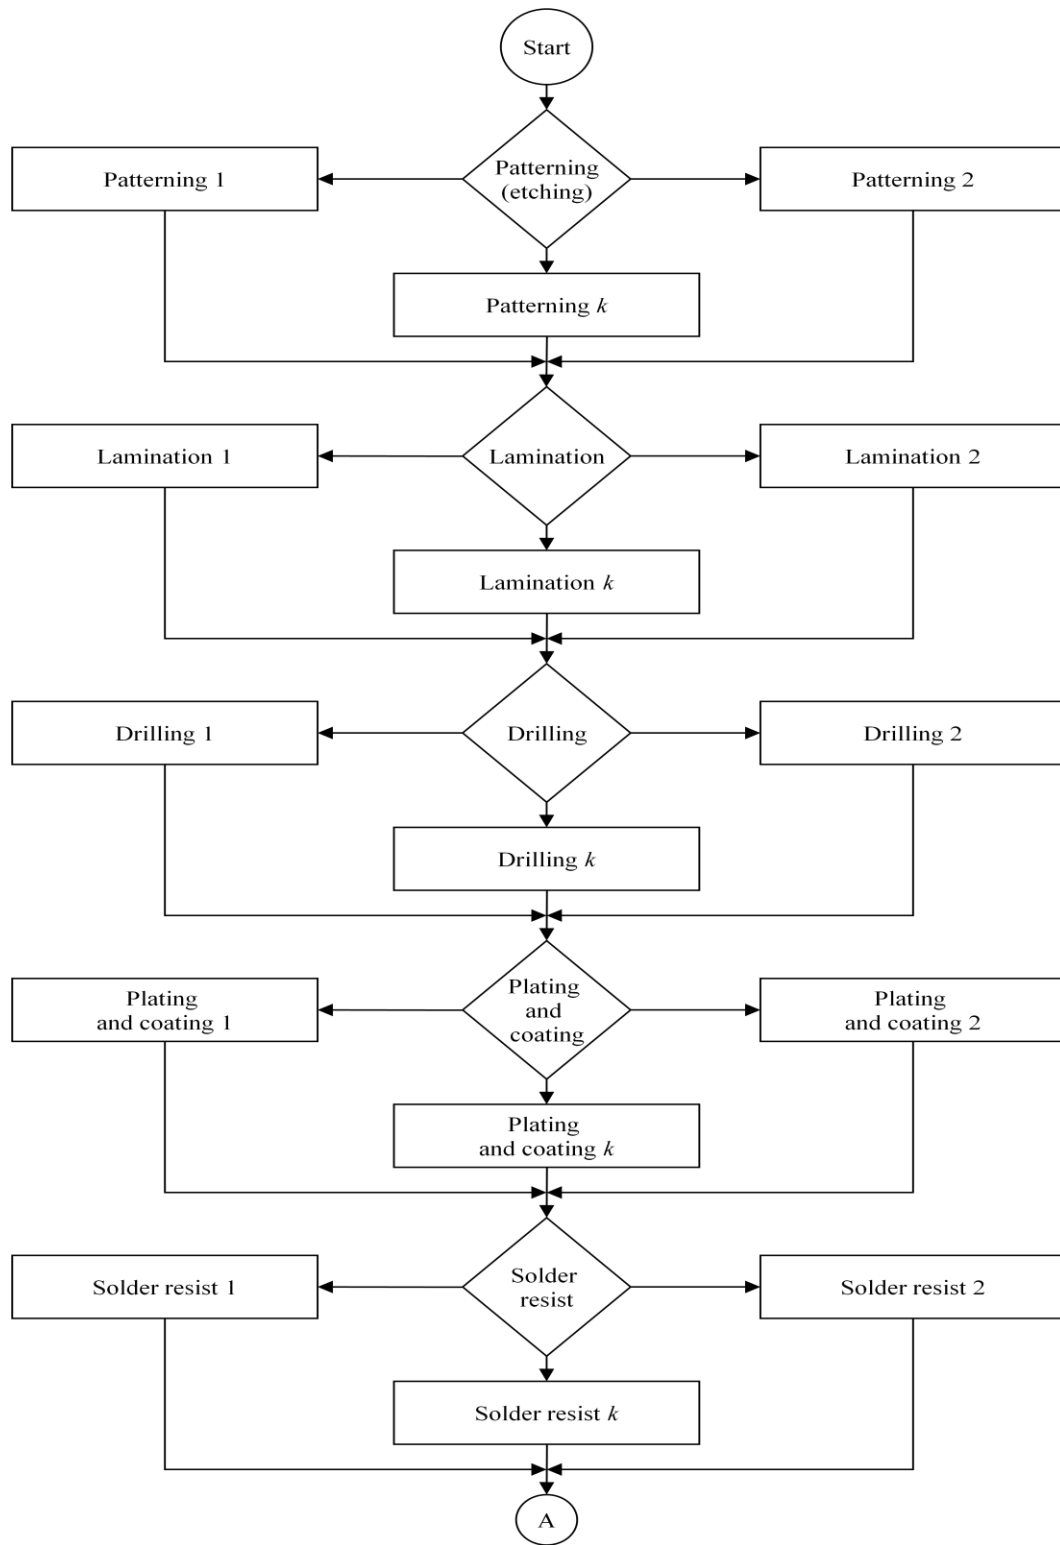 Start
Patterning
(etching)
Patterning 1
Patterning 2
Patterning k
Lamination 1
Lamination
Lamination 2
Lamination k
Drilling 1
Drilling
Drilling 2
Drilling k
Plating
and coating 1
Plating
and
coating
Plating
and coating 2
Plating
and coating k
Solder resist 1
Solder
resist
Solder resist 2
Solder resist k
A